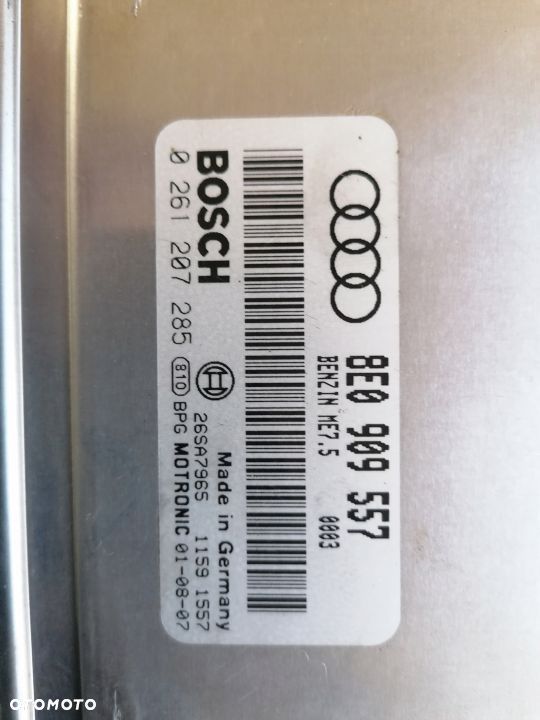 8E0 909 557
BENZIN ME7.5 0003
BOSCH Made in Germany
26SA7965 1159 1557
0 261 207 285 810 BPG MOTRONIC 01-08-07
OTOMOTO